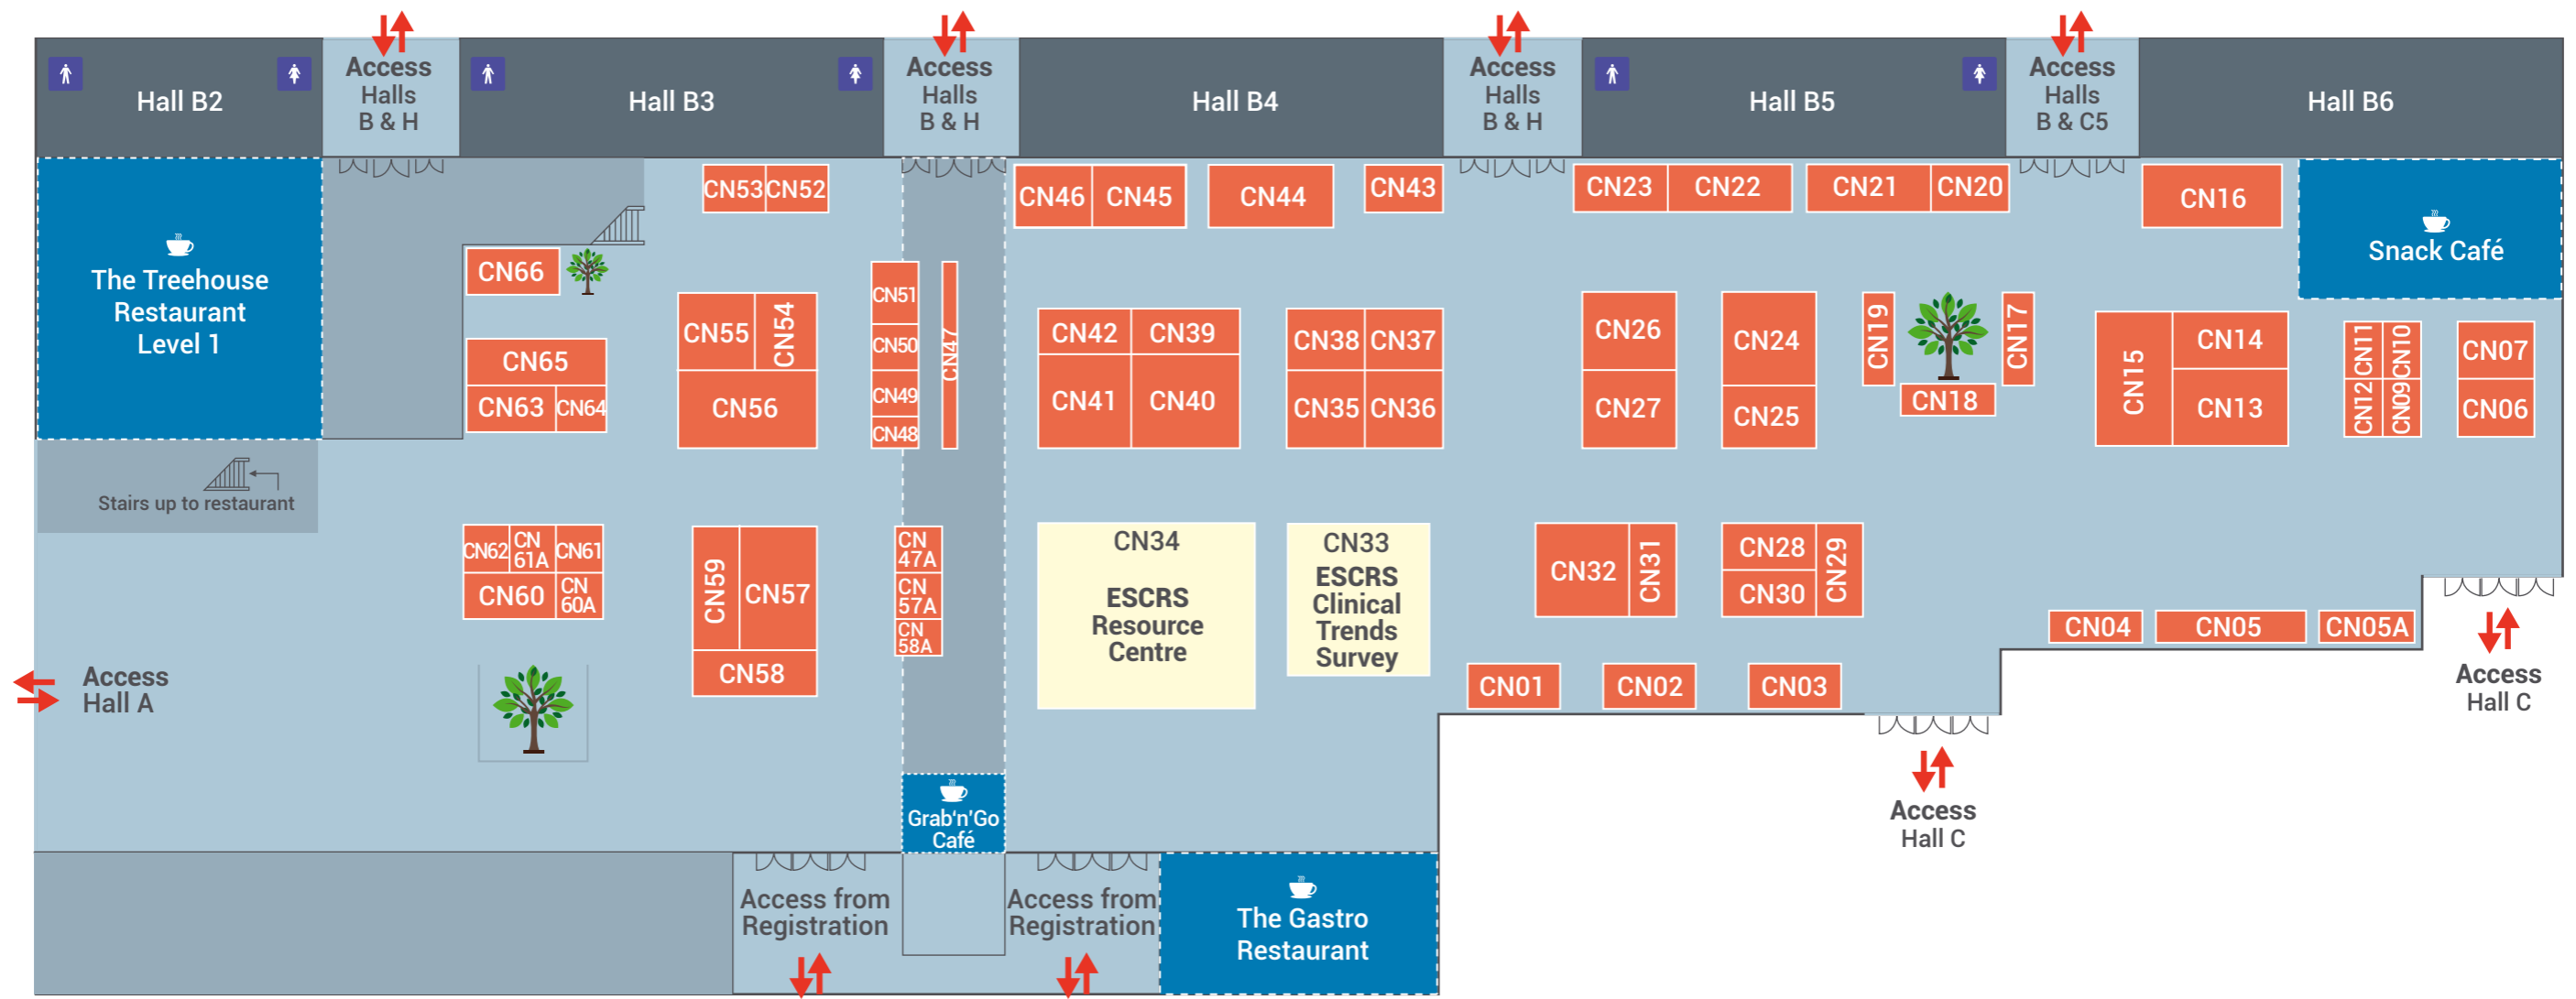 Hall B2
Access
Halls
B & H
Hall B3
Access
Halls
B & H
Hall B4
Access
Halls
B & H
Hall B5
Access
Halls
B & C5
Hall B6
The Treehouse
Restaurant
Level 1
Stairs up to restaurant
Access
Hall A
CN66
CN65
CN63
CN64
CN62
CN
61A
CN61
CN60
CN
60A
CN53
CN52
CN55
CN54
CN56
CN59
CN57
CN58
CN51
CN50
CN49
CN48
CN47
CN
47A
CN
57A
CN
58A
Grab'n'Go
Café
Access from
Registration
Access from
Registration
The Gastro
Restaurant
CN46
CN45
CN44
CN43
CN42
CN39
CN41
CN40
CN38
CN37
CN35
CN36
CN34
ESCRS
Resource
Centre
CN33
ESCRS
Clinical
Trends
Survey
CN23
CN22
CN21
CN20
CN26
CN27
CN24
CN25
CN19
CN17
CN18
CN32
CN31
CN28
CN30
CN29
CN01
CN02
CN03
Access
Hall C
CN16
Snack Café
CN15
CN14
CN13
CN11
CN10
CN12
CN09
CN07
CN06
CN04
CN05
CN05A
Access
Hall C